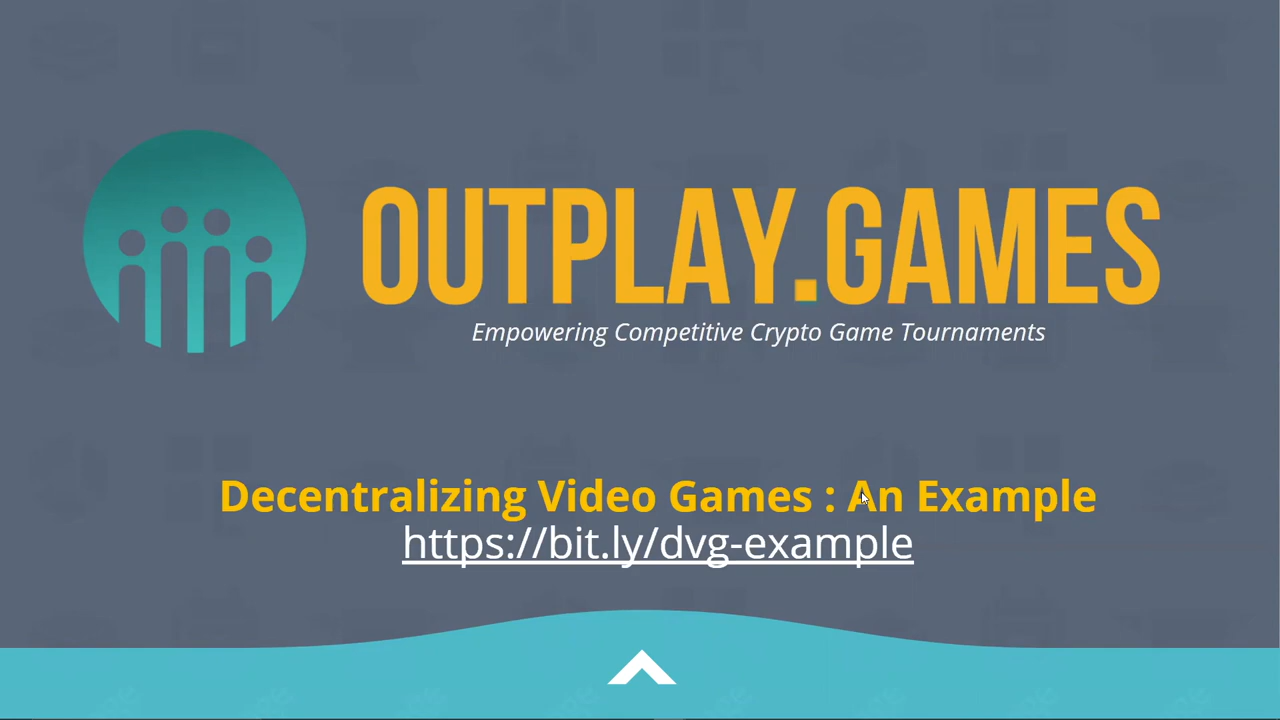 OUTPLAY.GAMES
Empowering Competitive Crypto Game Tournaments
Decentralizing Video Games : An Example
https://bit.ly/dvg-example